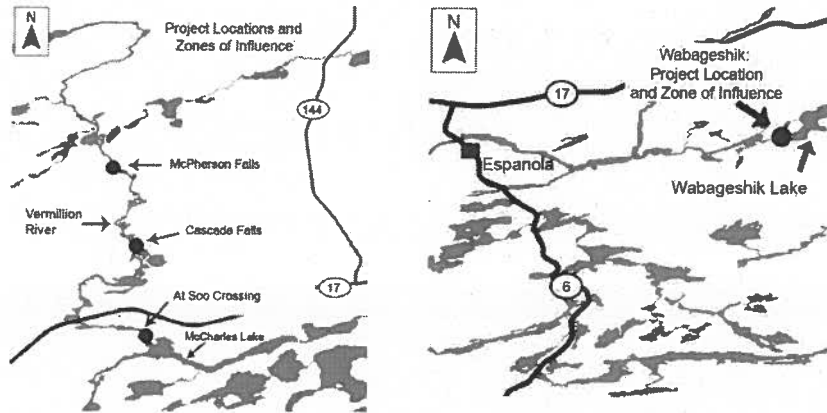 N
Project Locations and
Zones of Influence
144
McPherson Falls
Vermillion
River
Cascade Falls
17
At Soo Crossing
McCharles Lake
N
Wabageshik:
Project Location
and Zone of Influence
17
Espanola
Wabageshik Lake
6